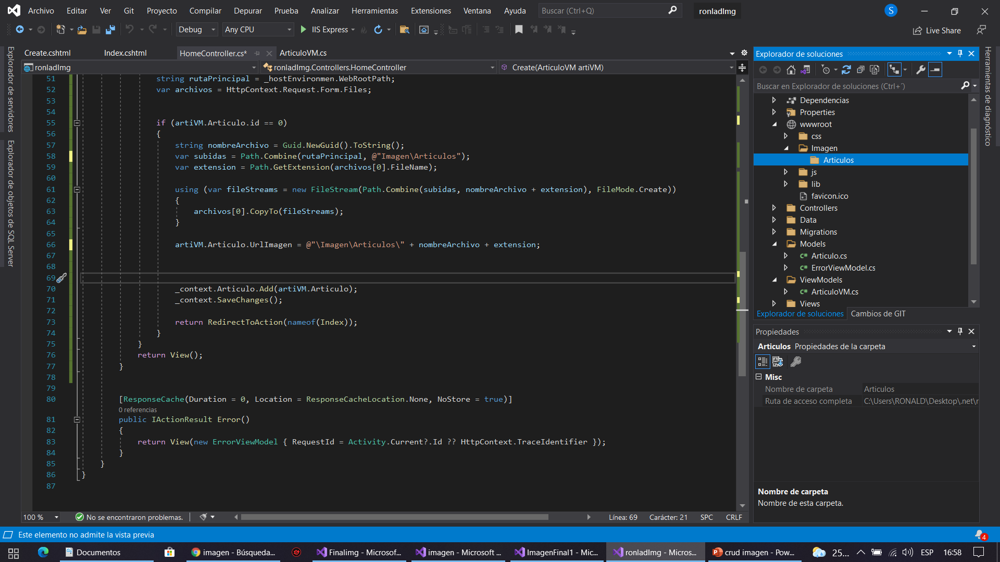 Archivo Editar Ver Git Proyecto Compilar Depurar Prueba Analizar Herramientas Extensiones Ventana Ayuda Buscar (Ctrl+Q) ronladImg S
Debug Any CPU IIS Express Live Share
Create.cshtml Index.cshtml HomeController.cs* ArticuloVM.cs
ronladImg ronladImg.Controllers.HomeController Create(ArticuloVM artiVM)
51 string rutaPrincipal = _hostEnvironmen.WebRootPath;
52 var archivos = HttpContext.Request.Form.Files;
53
54
55 if (artiVM.Articulo.id == 0)
56 {
57 string nombreArchivo = Guid.NewGuid().ToString();
58 var subidas = Path.Combine(rutaPrincipal, @"Imagen\Articulos");
59 var extension = Path.GetExtension(archivos[0].FileName);
60
61 using (var fileStreams = new FileStream(Path.Combine(subidas, nombreArchivo + extension), FileMode.Create))
62 {
63 archivos[0].CopyTo(fileStreams);
64 }
65
66 artiVM.Articulo.UrlImagen = @"\Imagen\Articulos\" + nombreArchivo + extension;
67
68
69
70 _context.Articulo.Add(artiVM.Articulo);
71 _context.SaveChanges();
72
73 return RedirectToAction(nameof(Index));
74 }
75 }
76 return View();
77 }
78
79
80 [ResponseCache(Duration = 0, Location = ResponseCacheLocation.None, NoStore = true)]
0 referencias
81 public IActionResult Error()
82 {
83 return View(new ErrorViewModel { RequestId = Activity.Current?.Id ?? HttpContext.TraceIdentifier });
84 }
85 }
86 }
87
100 % No se encontraron problemas. Línea: 69 Carácter: 21 SPC CRLF
Explorador de servidores
Explorador de objetos de SQL Server
Explorador de soluciones
Buscar en Explorador de soluciones (Ctrl+´)
Dependencias
Properties
wwwroot
css
Imagen
Articulos
js
lib
favicon.ico
Controllers
Data
Migrations
Models
C# Articulo.cs
C# ErrorViewModel.cs
ViewModels
C# ArticuloVM.cs
Views
Explorador de soluciones Cambios de GIT
Propiedades
Articulos Propiedades de la carpeta
Misc
Nombre de carpeta Articulos
Ruta de acceso completa C:\Users\RONALD\Desktop\.net\r
Nombre de carpeta
Nombre de esta carpeta.
Herramientas de diagnóstico
Este elemento no admite la vista previa 4
Documentos imagen - Búsqueda... FinaIimg - Microsof... imagen - Microsoft ... ImagenFinal1 - Mic... ronladImg - Micros... crud imagen - Pow... 25... ESP 16:58